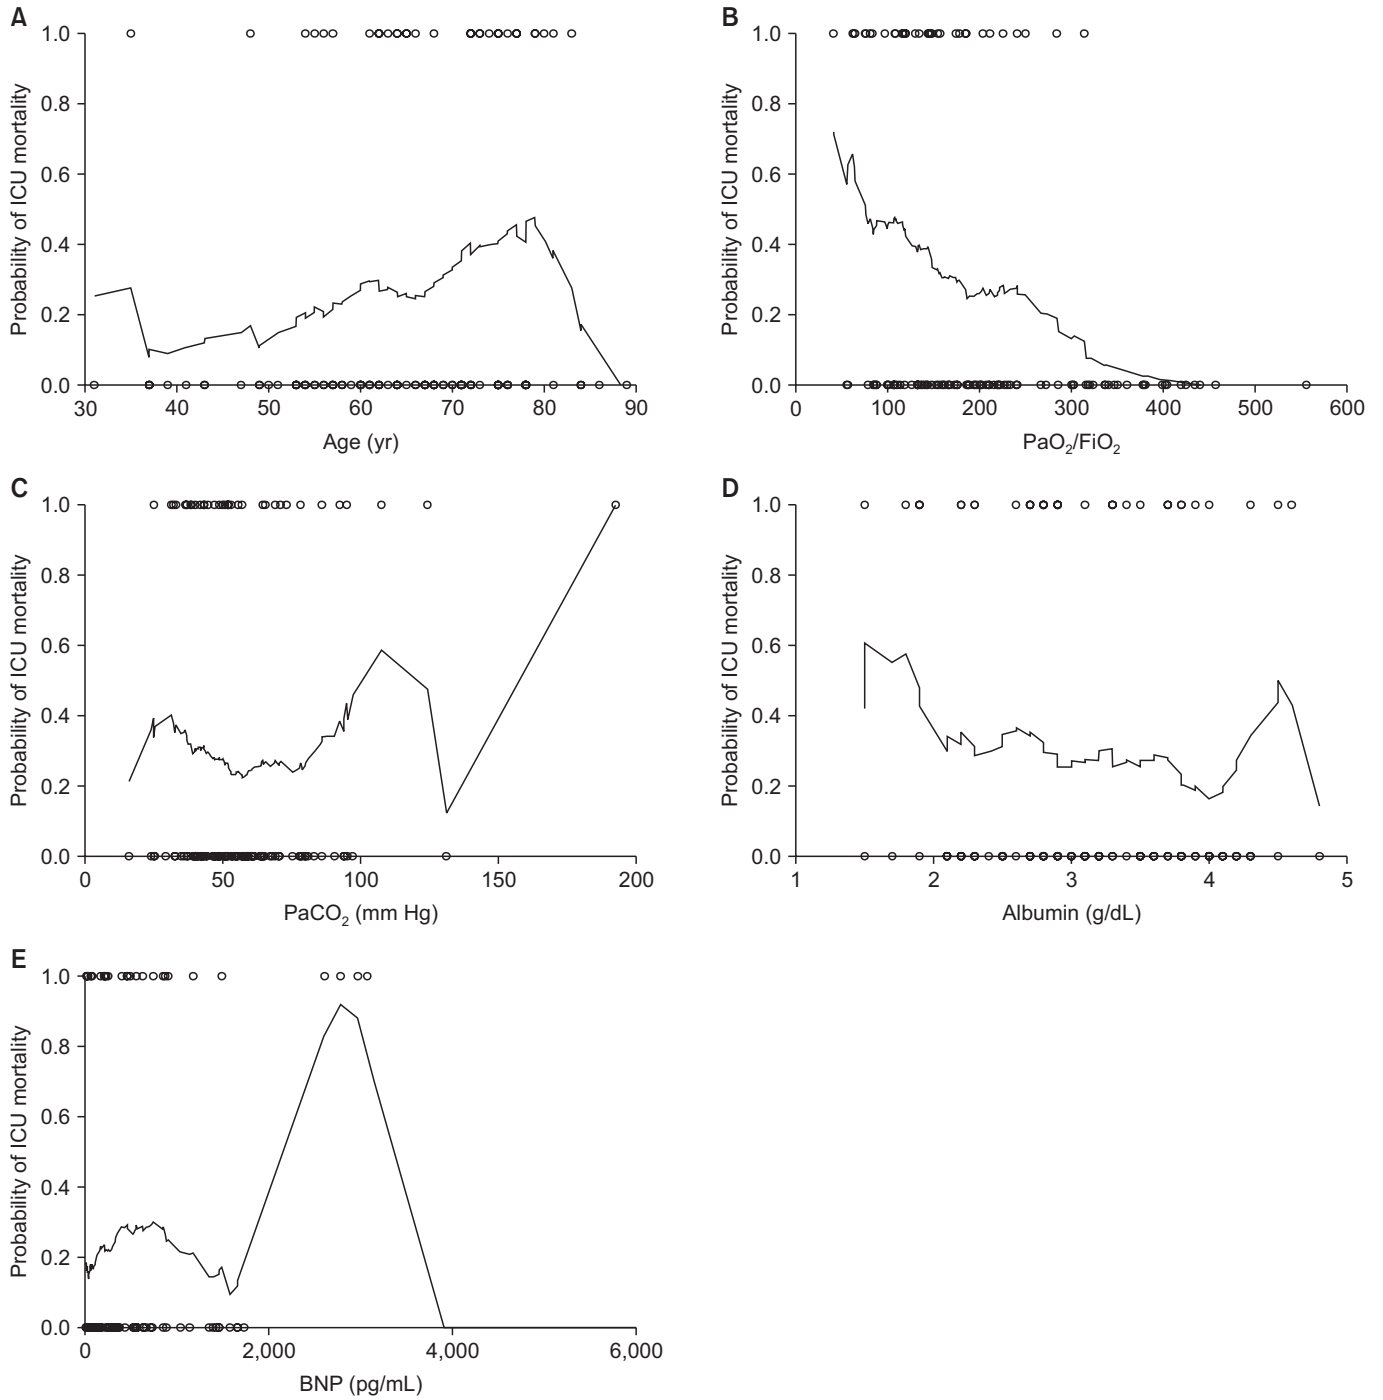 A
Probability of ICU mortality
1.0
0.8
0.6
0.4
0.2
0.0
30 40 50 60 70 80 90
Age (yr)
B
Probability of ICU mortality
1.0
0.8
0.6
0.4
0.2
0.0
0 100 200 300 400 500 600
PaO2/FiO2
C
Probability of ICU mortality
1.0
0.8
0.6
0.4
0.2
0.0
0 50 100 150 200
PaCO2 (mm Hg)
D
Probability of ICU mortality
1.0
0.8
0.6
0.4
0.2
0.0
1 2 3 4 5
Albumin (g/dL)
E
Probability of ICU mortality
1.0
0.8
0.6
0.4
0.2
0.0
0 2,000 4,000 6,000
BNP (pg/mL)